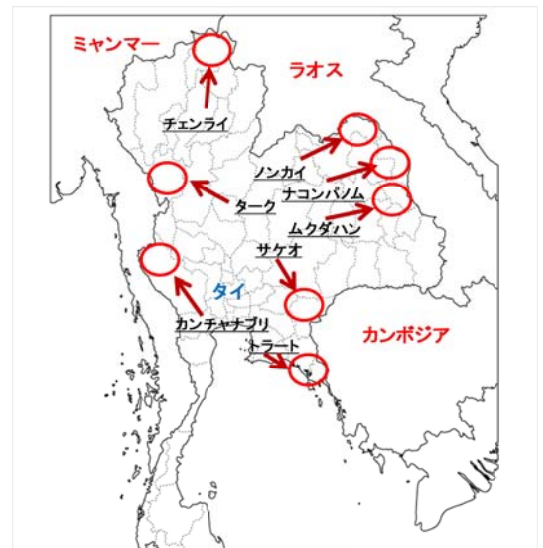 ミャンマー
ラオス
チェンライ
ノンカイ
ナコンパノム
ターク
ムクダハン
サケオ
タイ
カンチャナブリ
カンボジア
トラート